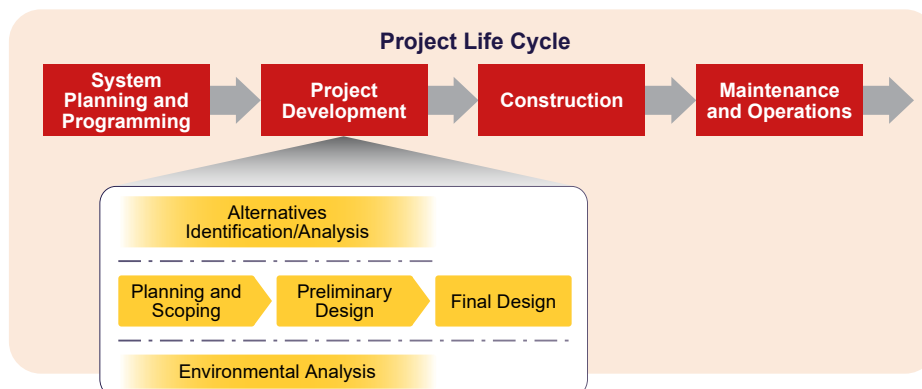 Project Life Cycle
System
Planning and
Programming
Project
Development
Construction
Maintenance
and Operations
Alternatives
Identification/Analysis
Planning and
Scoping
Preliminary
Design
Final Design
Environmental Analysis